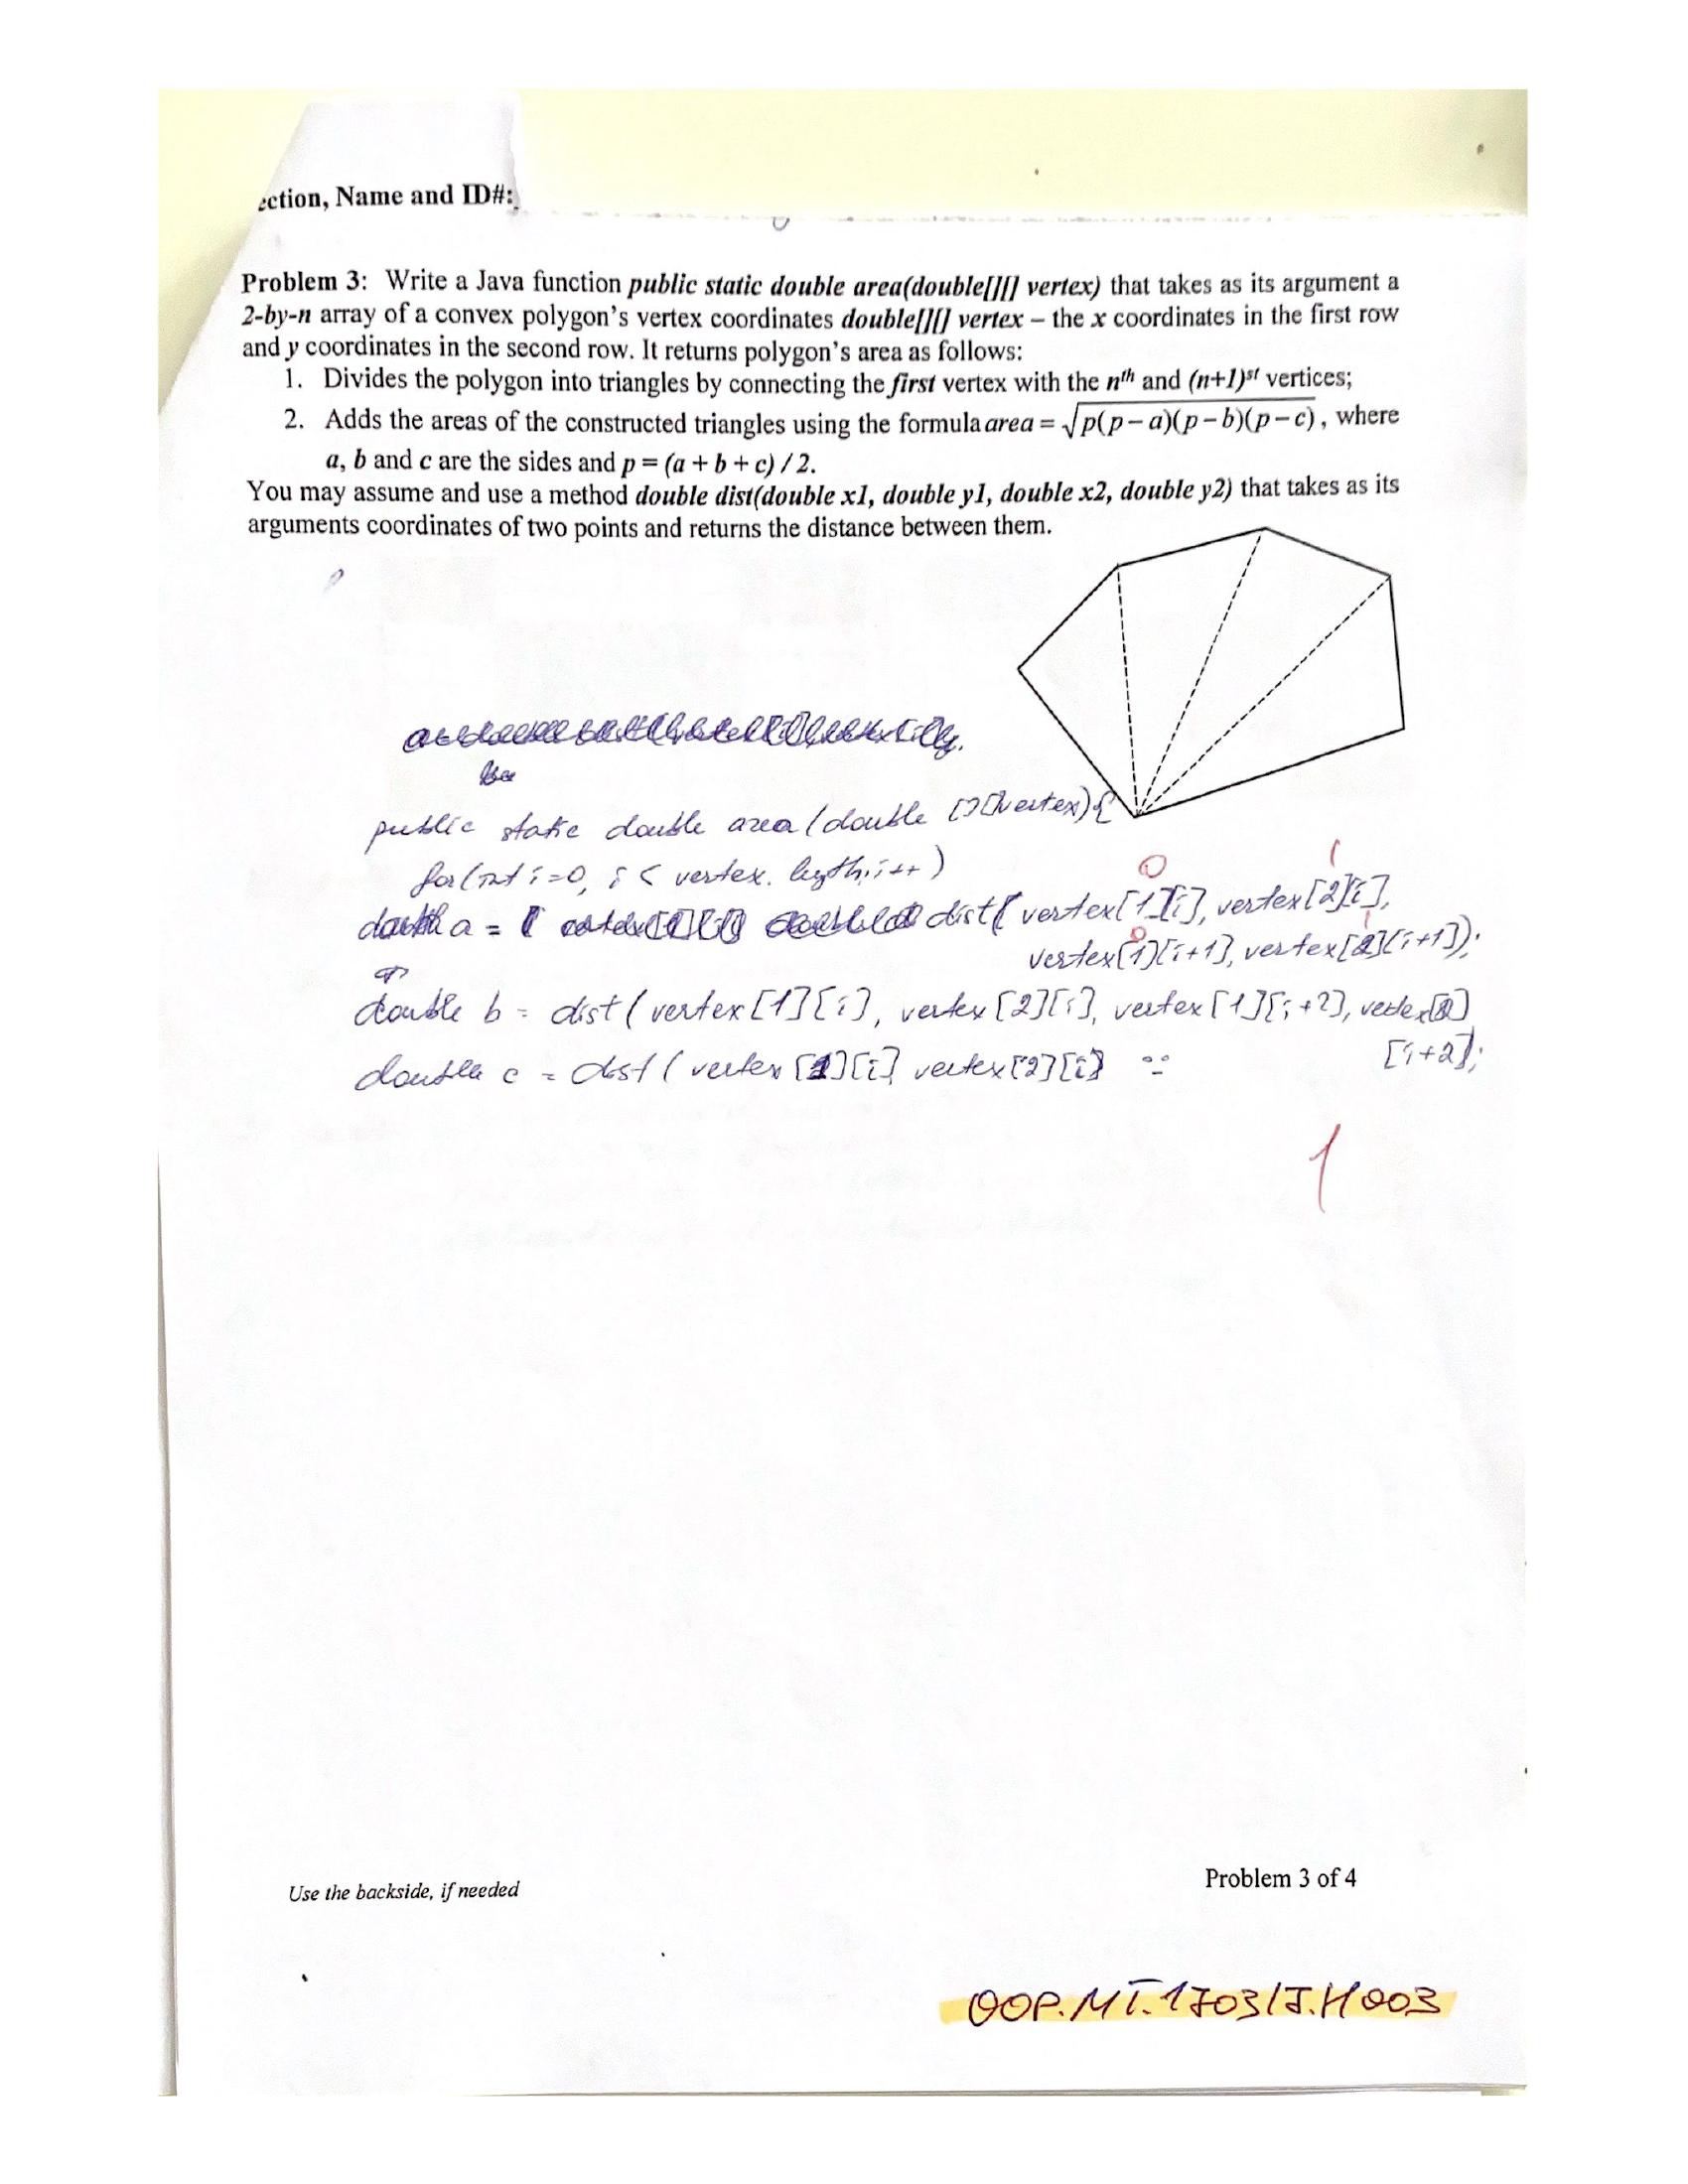 ection, Name and ID#:
Problem 3: Write a Java function public static double area(double[][] vertex) that takes as its argument a
2-by-n array of a convex polygon's vertex coordinates double[][] vertex – the x coordinates in the first row
and y coordinates in the second row. It returns polygon's area as follows:
1. Divides the polygon into triangles by connecting the first vertex with the nth and (n+1)st vertices;
2. Adds the areas of the constructed triangles using the formula area = √p(p−a)(p−b)(p−c), where
a, b and c are the sides and p = (a + b + c) / 2.
You may assume and use a method double dist(double x1, double y1, double x2, double y2) that takes as its
arguments coordinates of two points and returns the distance between them.
public static double area(double [][]vertex){
for(int i=0, i < vertex. length, i++)
0 1
double a = dist( vertex[1][i], vertex[2][i],
0 1
vertex[1][i+1], vertex[2][i+1]);
double b = dist( vertex[1][i], vertex[2][i], vertex[1][i+2], vertex[2]
[i+2];
double c = dist( vertex[1][i] vertex[2][i]
1
Use the backside, if needed
Problem 3 of 4
OOP.MT.170317.H003